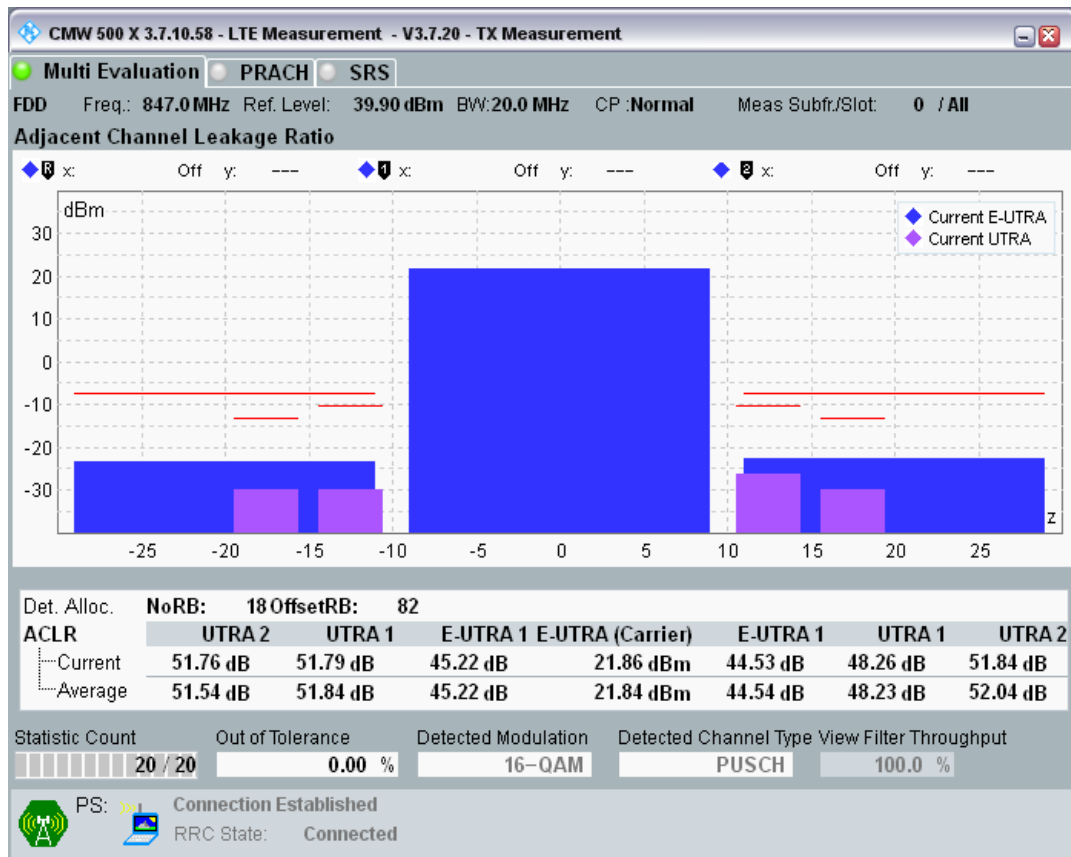 CMW 500 X 3.7.10.58 - LTE Measurement - V3.7.20 - TX Measurement
Multi Evaluation PRACH SRS
FDD Freq.: 847.0 MHz Ref. Level: 39.90 dBm BW:20.0 MHz CP :Normal Meas Subfr./Slot: 0 / All
Adjacent Channel Leakage Ratio
R x: Off y: --- 1 x: Off y: --- 2 x: Off y: ---
dBm
Current E-UTRA
Current UTRA
30
20
10
0
-10
-20
-30
z
-25 -20 -15 -10 -5 0 5 10 15 20 25
Det. Alloc. NoRB: 18 OffsetRB: 82
ACLR UTRA 2 UTRA 1 E-UTRA 1 E-UTRA (Carrier) E-UTRA 1 UTRA 1 UTRA 2
Current 51.76 dB 51.79 dB 45.22 dB 21.86 dBm 44.53 dB 48.26 dB 51.84 dB
Average 51.54 dB 51.84 dB 45.22 dB 21.84 dBm 44.54 dB 48.23 dB 52.04 dB
Statistic Count Out of Tolerance Detected Modulation Detected Channel Type View Filter Throughput
20 / 20 0.00 % 16-QAM PUSCH 100.0 %
PS: Connection Established
RRC State: Connected